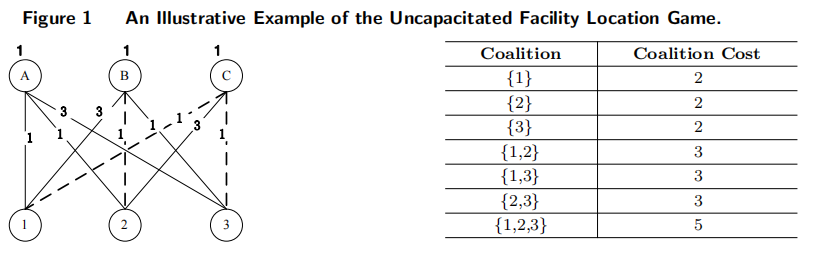 Figure 1 An Illustrative Example of the Uncapacitated Facility Location Game.
1 1 1
A B C
3 3 1 3
1 1 1 1 1
1 2 3
Coalition Coalition Cost
{1} 2
{2} 2
{3} 2
{1,2} 3
{1,3} 3
{2,3} 3
{1,2,3} 5